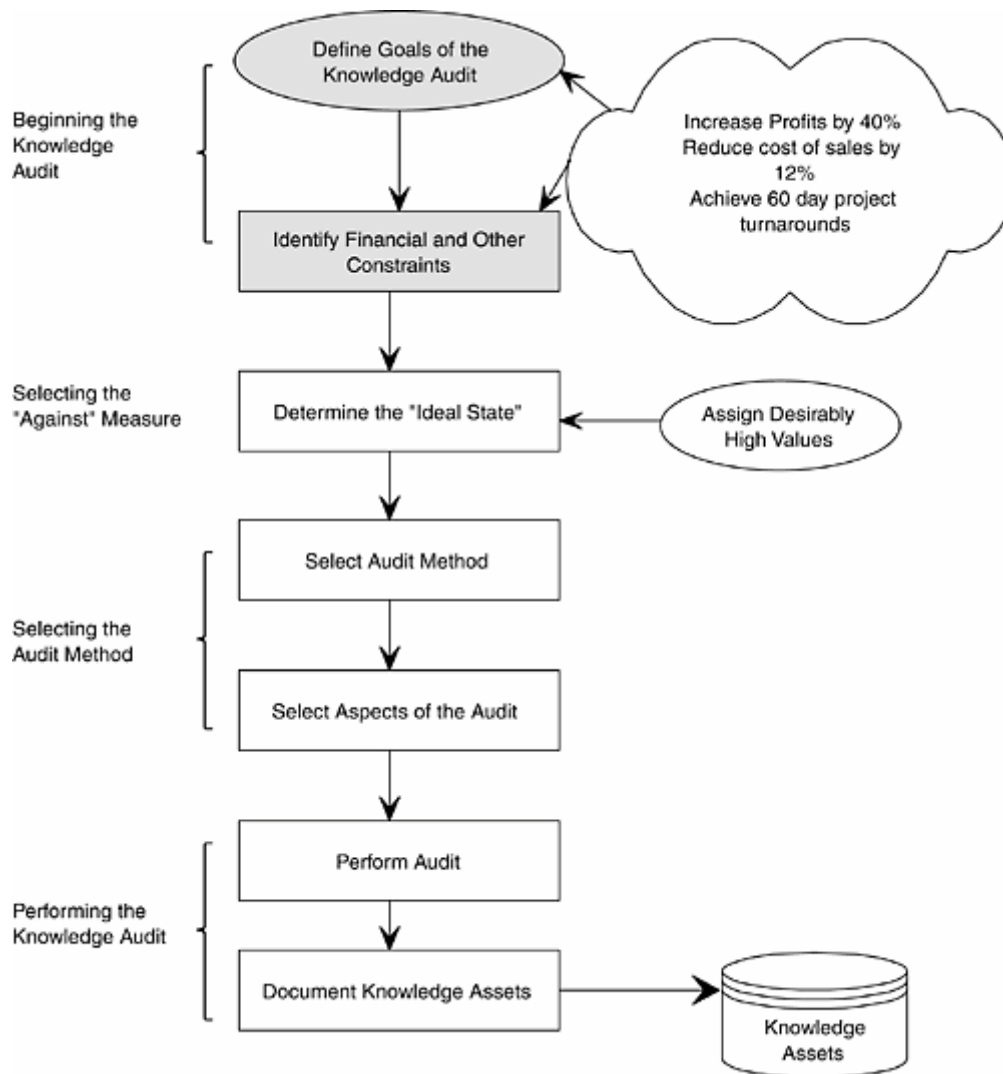 Define Goals of the
Knowledge Audit
Beginning the
Knowledge
Audit
Increase Profits by 40%
Reduce cost of sales by
12%
Achieve 60 day project
turnarounds
Identify Financial and Other
Constraints
Selecting the
"Against" Measure
Determine the "Ideal State"
Assign Desirably
High Values
Select Audit Method
Selecting the
Audit Method
Select Aspects of the Audit
Perform Audit
Performing the
Knowledge Audit
Document Knowledge Assets
Knowledge
Assets